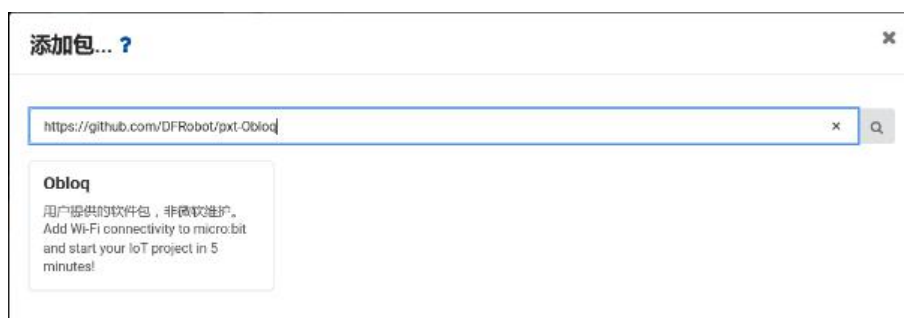 添加包... ?
https://github.com/DFRobot/pxt-Obloq
Obloq
用户提供的软件包，非微软维护。
Add Wi-Fi connectivity to micro:bit
and start your IoT project in 5
minutes!